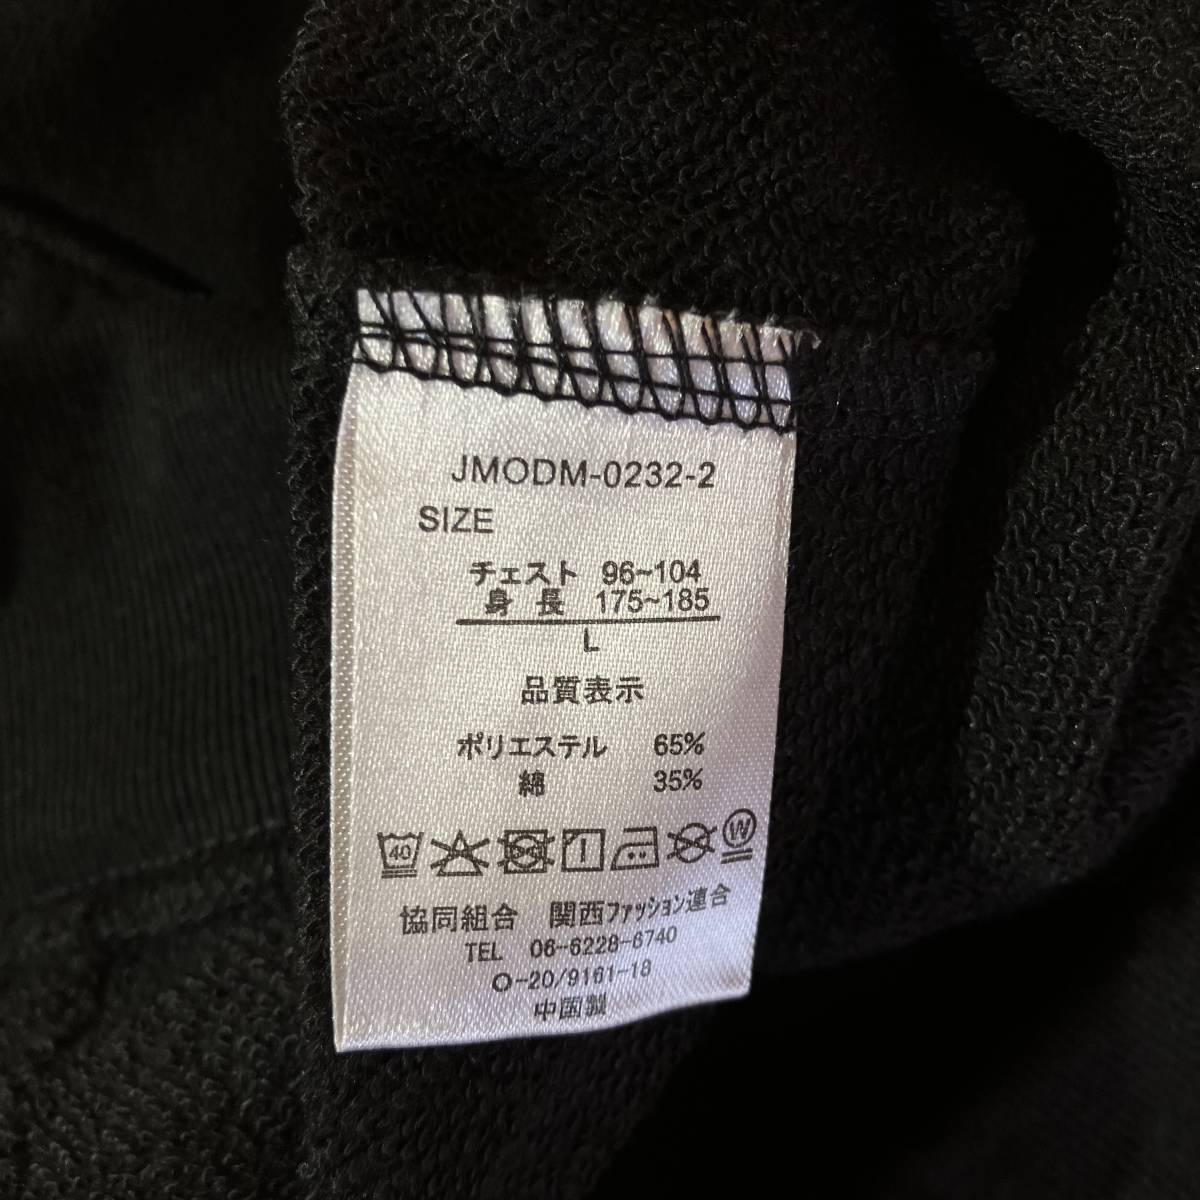 JMODM-0232-2
SIZE
チェスト 96~104
身長 175~185
L
品質表示
ポリエステル 65%
綿 35%
40
W
協同組合 関西ファッション連合
TEL 06-6228-6740
O-20/9161-18
中国製